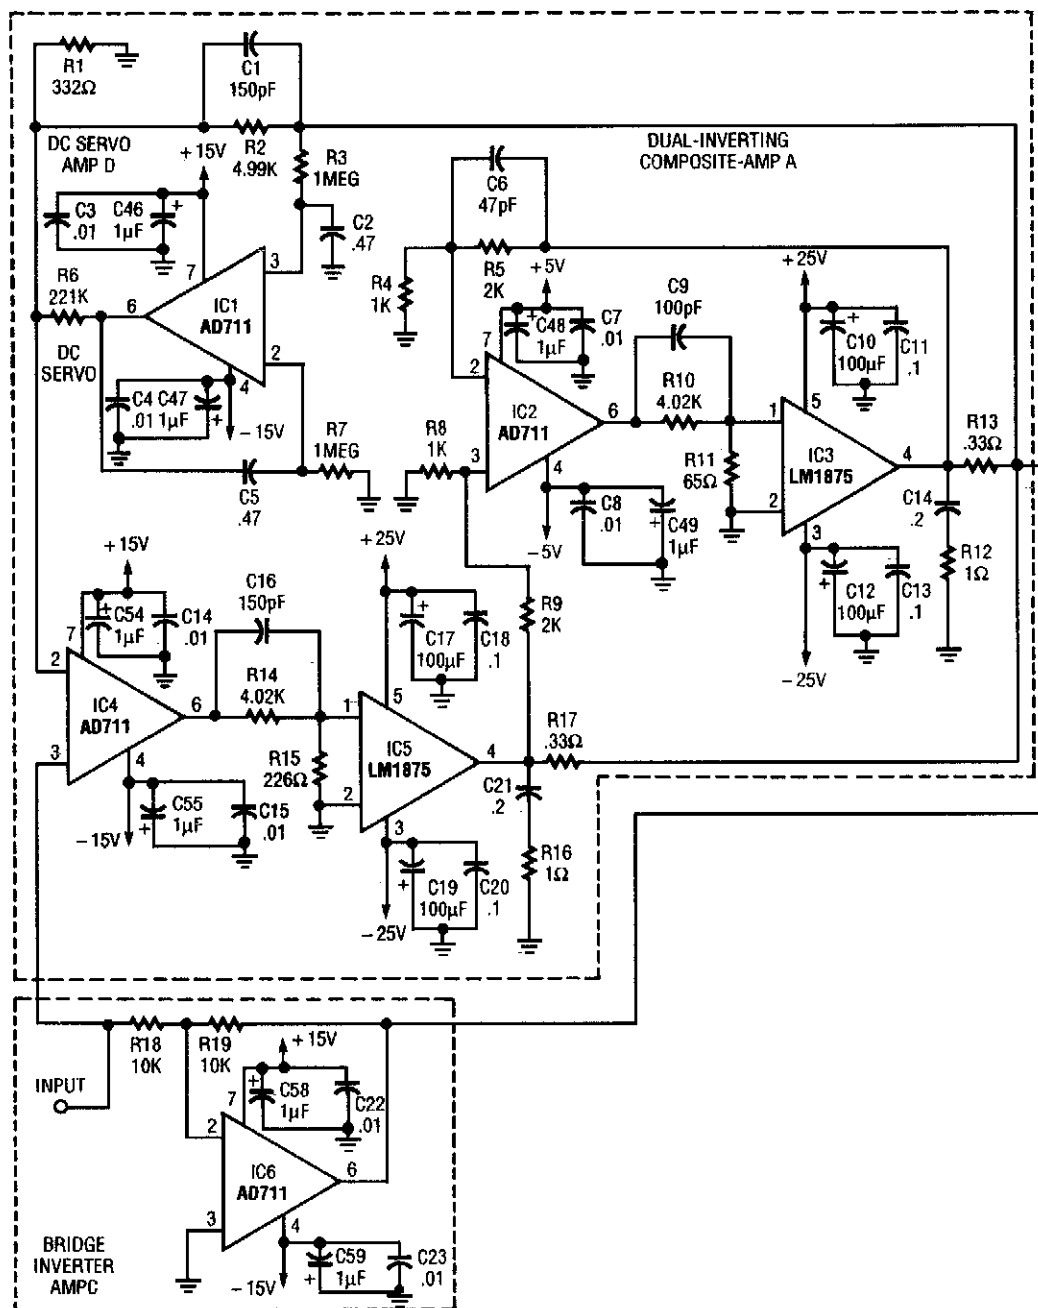 R1
332Ω
C1
150pF
DC SERVO
AMP D
R2
4.99K
DUAL-INVERTING
COMPOSITE-AMP A
+15V
R3
1MEG
C6
47pF
C3
.01
C46
1µF
+
C2
.47
R4
1K
R5
2K
+5V
+25V
R6
221K
7
3
6
IC1
AD711
2
4
C9
100pF
7
+
C48
1µF
C7
.01
+
C10
100µF
C11
.1
DC
SERVO
C4
.01
C47
1µF
+
-15V
2
IC2
AD711
6
R10
4.02K
5
1
IC3
LM1875
4
R13
.33Ω
R7
1MEG
R8
1K
3
4
R11
65Ω
2
3
C5
.47
C8
.01
+
C49
1µF
C14
.2
-5V
+15V
+25V
R12
1Ω
C16
150pF
R9
2K
+
C12
100µF
C13
.1
+
C54
1µF
C14
.01
+
C17
100µF
C18
.1
7
2
-25V
IC4
AD711
6
R14
4.02K
5
1
R17
.33Ω
3
4
R15
226Ω
IC5
LM1875
4
2
C21
.2
+
C55
1µF
C15
.01
3
-15V
+
C19
100µF
C20
.1
R16
1Ω
-25V
R18
10K
R19
10K
+15V
INPUT
+
C58
1µF
C22
.01
7
2
IC6
AD711
6
3
4
BRIDGE
INVERTER
AMPC
+
C59
1µF
C23
.01
-15V